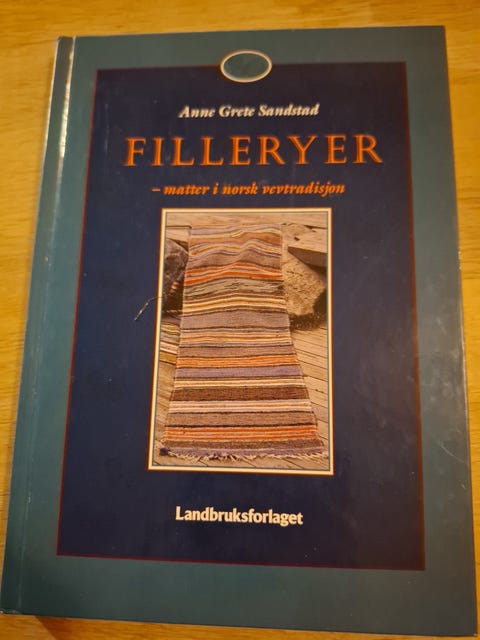 Anne Grete Sandstad
FILLERYER
– matter i norsk vevtradisjon
Landbruksforlaget